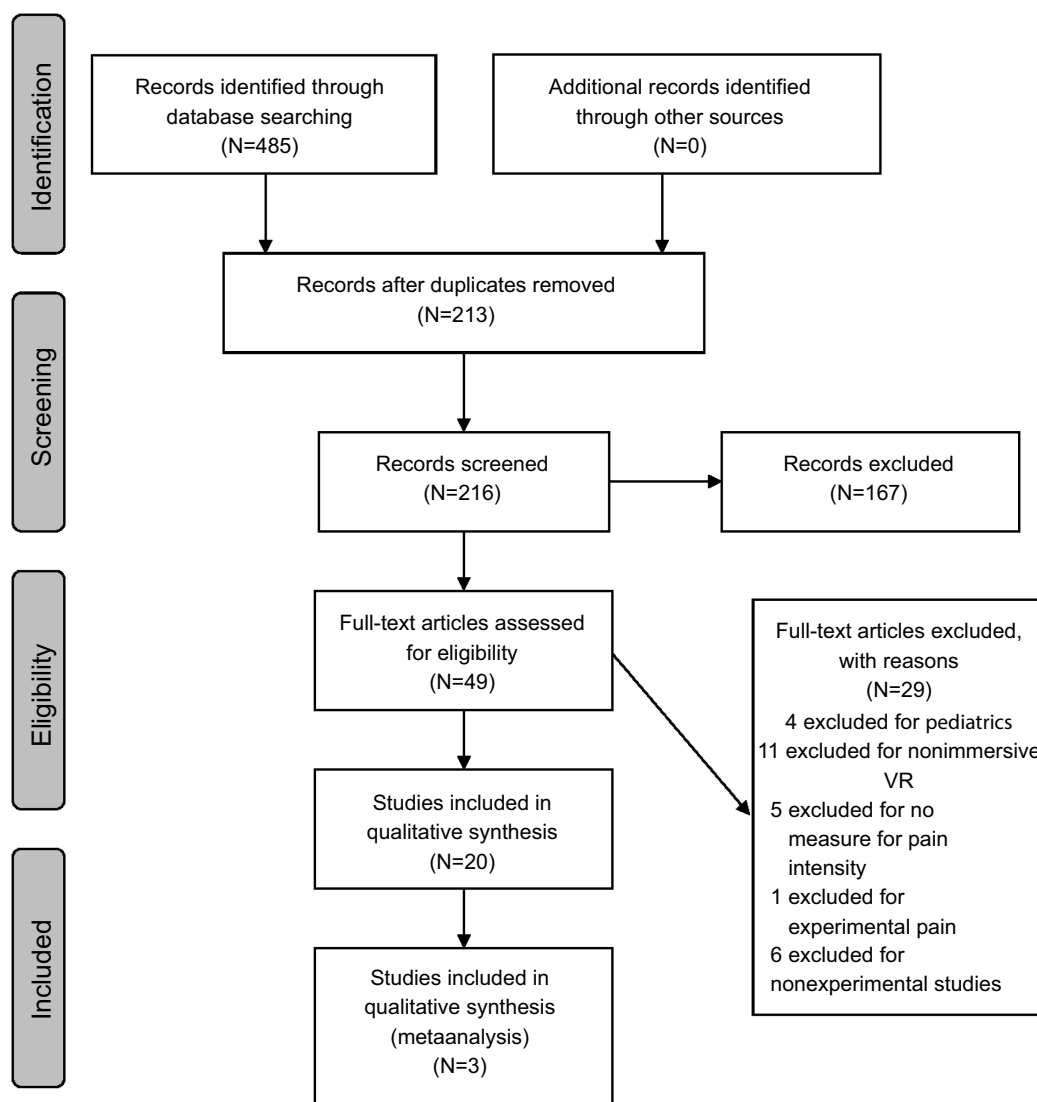 Identification
Records identified through
database searching
(N=485)
Additional records identified
through other sources
(N=0)
Records after duplicates removed
(N=213)
Screening
Records screened
(N=216)
Records excluded
(N=167)
Eligibility
Full-text articles assessed
for eligibility
(N=49)
Full-text articles excluded,
with reasons
(N=29)
4 excluded for pediatrics
11 excluded for nonimmersive
VR
5 excluded for no
measure for pain
intensity
1 excluded for
experimental pain
6 excluded for
nonexperimental studies
Studies included in
qualitative synthesis
(N=20)
Included
Studies included in
qualitative synthesis
(metaanalysis)
(N=3)